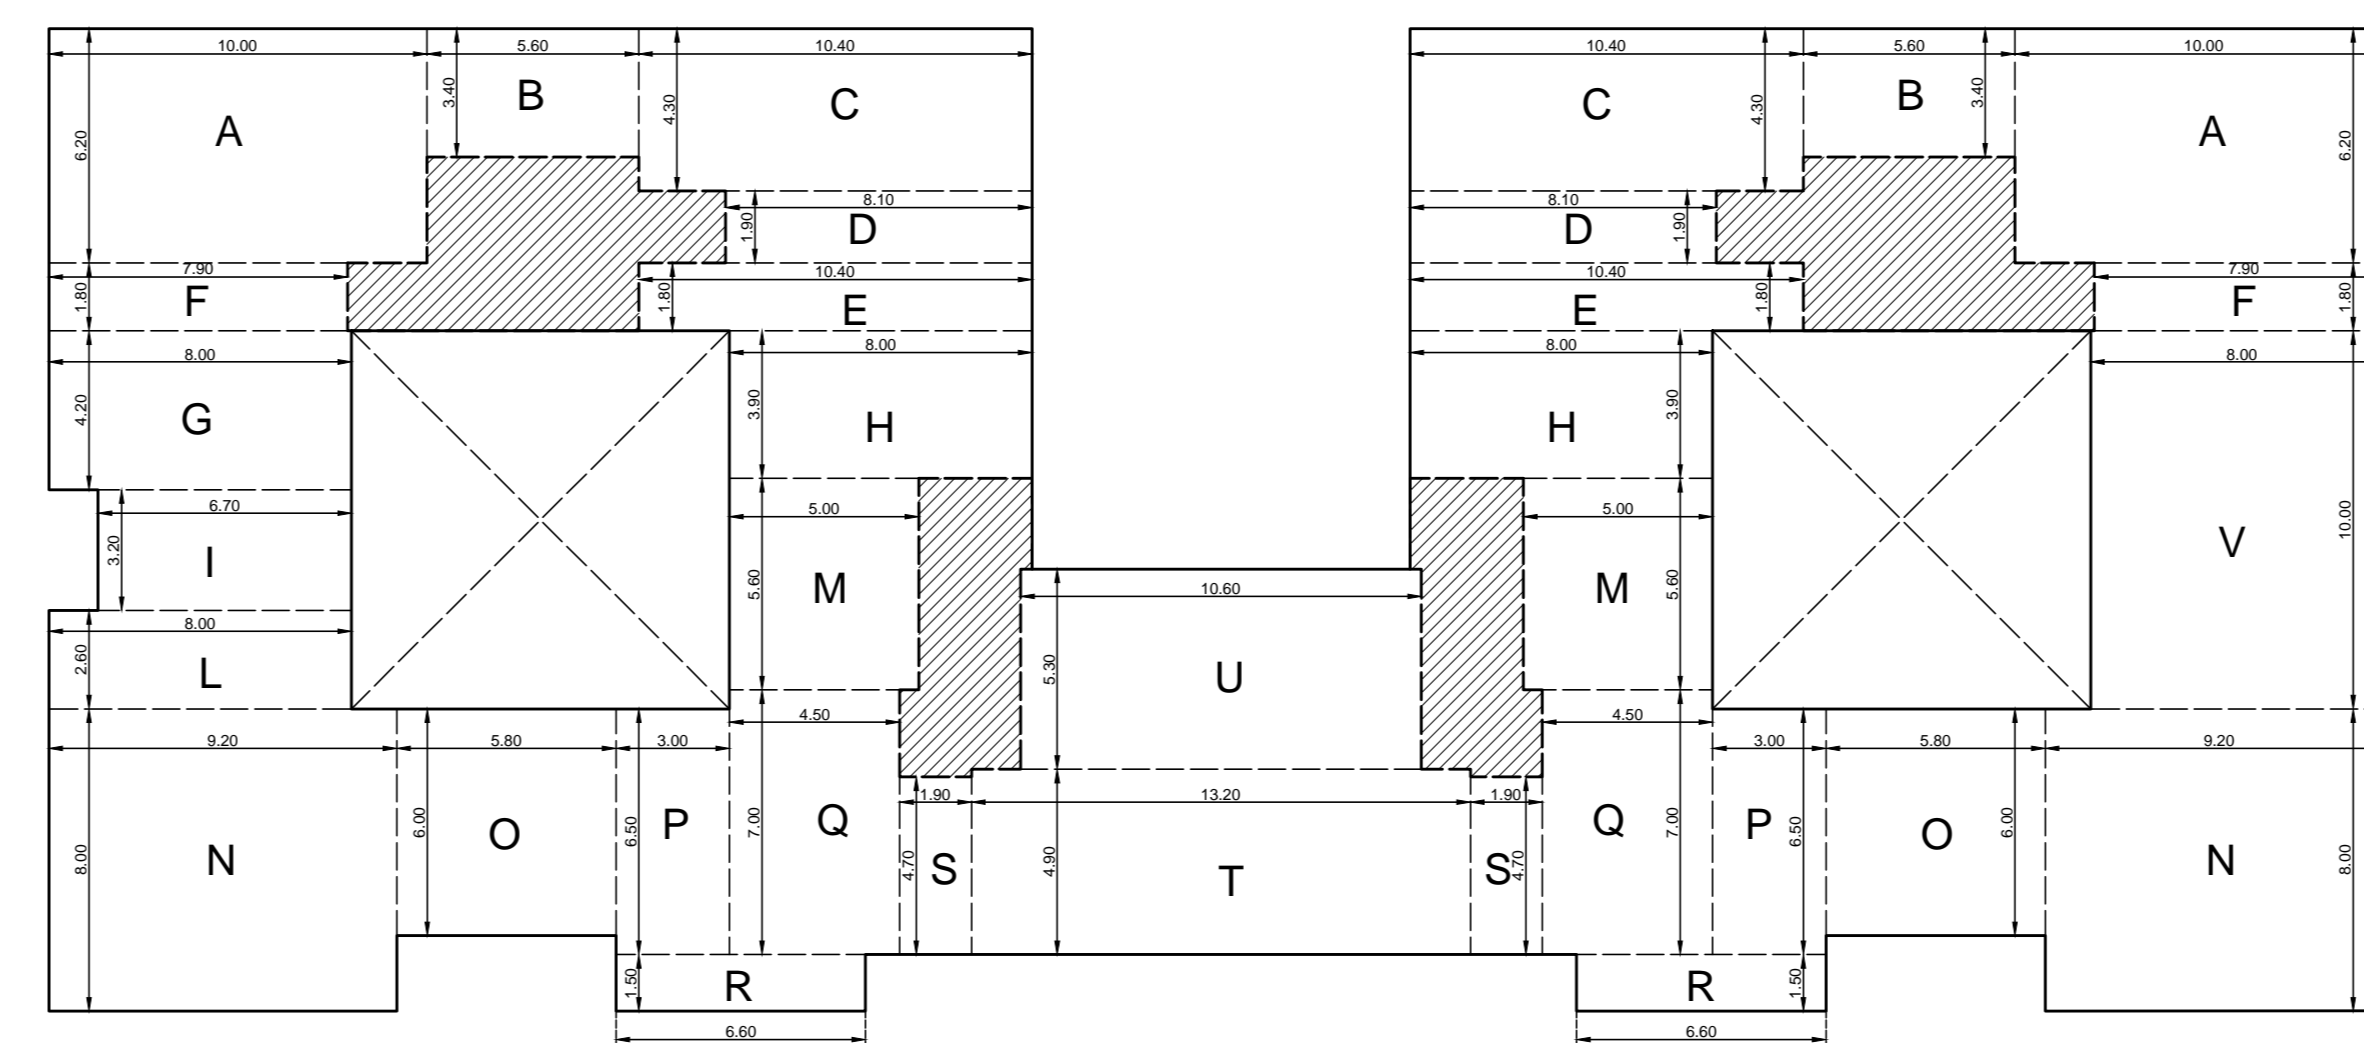 10.00 5.60 10.40 10.40 5.60 10.00
3.40 B C C B 3.40
4.30 4.30
A 6.20 A 6.20
8.10 8.10
1.90 D D 1.90
7.90 10.40 10.40 7.90
1.80 F 1.80 E E 1.80 F 1.80
8.00 8.00 8.00 8.00
4.20 G 3.90 H H 3.90
6.70 5.00 5.00
3.20 I 5.60 M M 5.60 V 10.00
10.60
8.00
2.60 L 5.30 U
4.50 4.50
9.20 5.80 3.00 3.00 5.80 9.20
1.90 13.20 1.90
8.00 N 6.00 O 6.50 P 7.00 Q Q 7.00 P 6.50 O 6.00 N 8.00
4.70 S 4.90 T S 4.70
1.50 R R 1.50
6.60 6.60